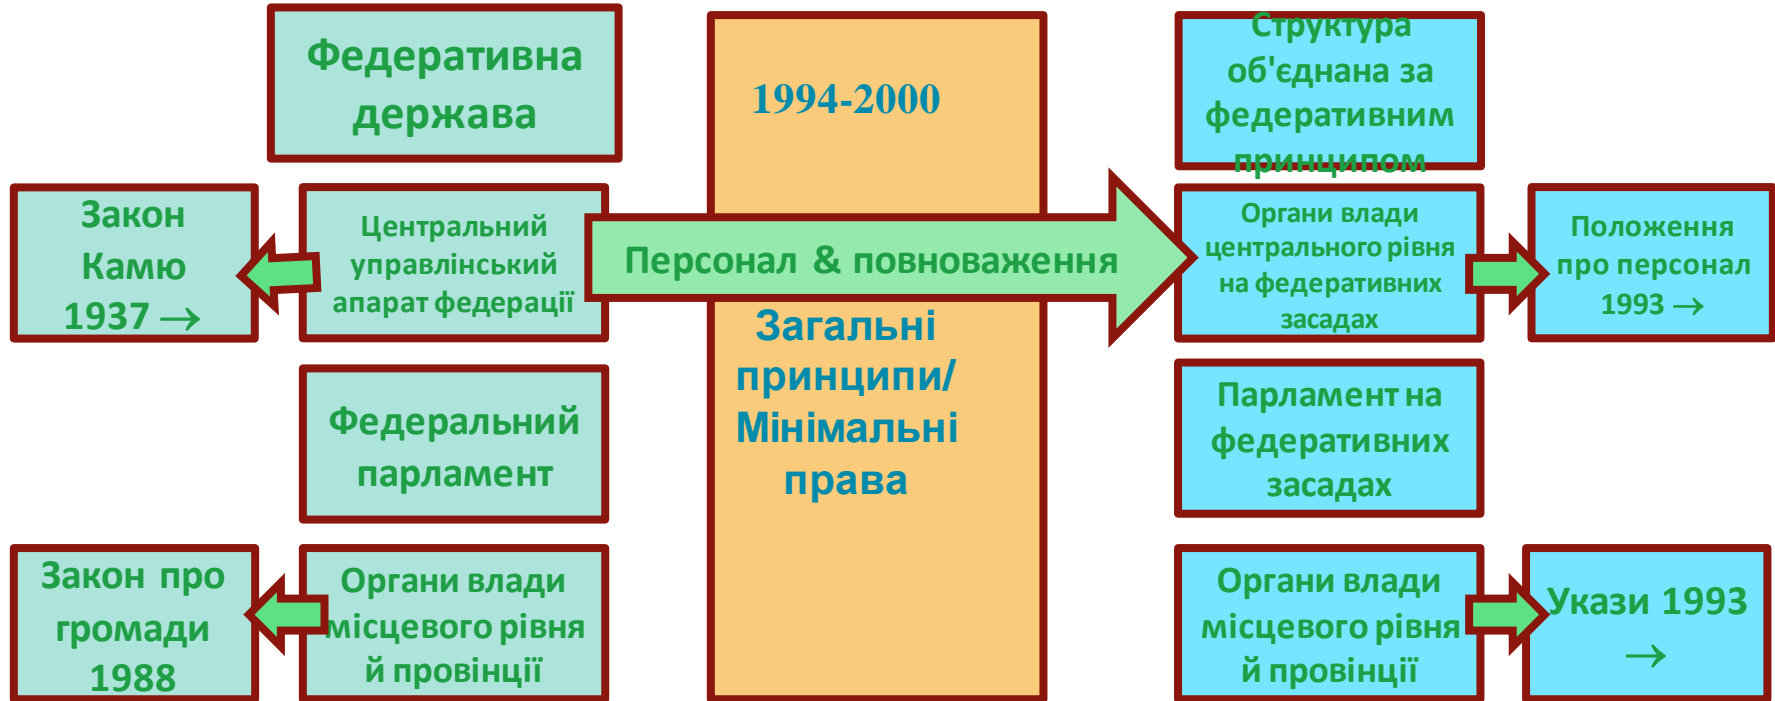 Федеративна
держава
1994-2000
Структура
об'єднана за
федеративним
принципом
Закон
Камю
1937 →
Центральний
управлінський
апарат федерації
Персонал & повноваження
Органи влади
центрального рівня
на федеративних
засадах
Положення
про персонал
1993 →
Загальні
принципи/
Мінімальні
права
Федеральний
парламент
Парламент на
федеративних
засадах
Закон про
громади
1988
Органи влади
місцевого рівня
й провінції
Органи влади
місцевого рівня
й провінції
Укази 1993
→